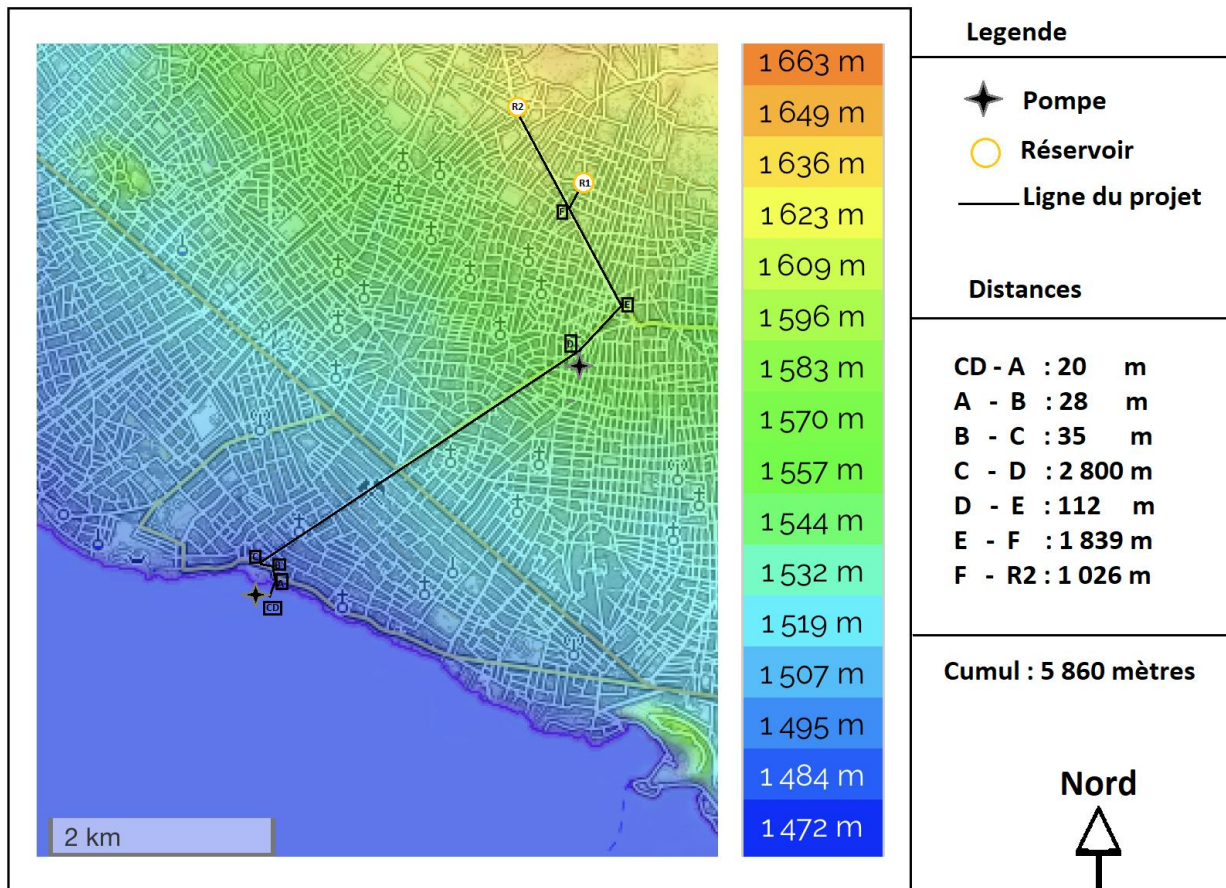 R2
R1
F
E
D
C
B
A
CD
2 km
1 663 m
1 649 m
1 636 m
1 623 m
1 609 m
1 596 m
1 583 m
1 570 m
1 557 m
1 544 m
1 532 m
1 519 m
1 507 m
1 495 m
1 484 m
1 472 m
Legende
Pompe
Réservoir
Ligne du projet
Distances
CD - A : 20 m
A - B : 28 m
B - C : 35 m
C - D : 2 800 m
D - E : 112 m
E - F : 1 839 m
F - R2 : 1 026 m
Cumul : 5 860 mètres
Nord